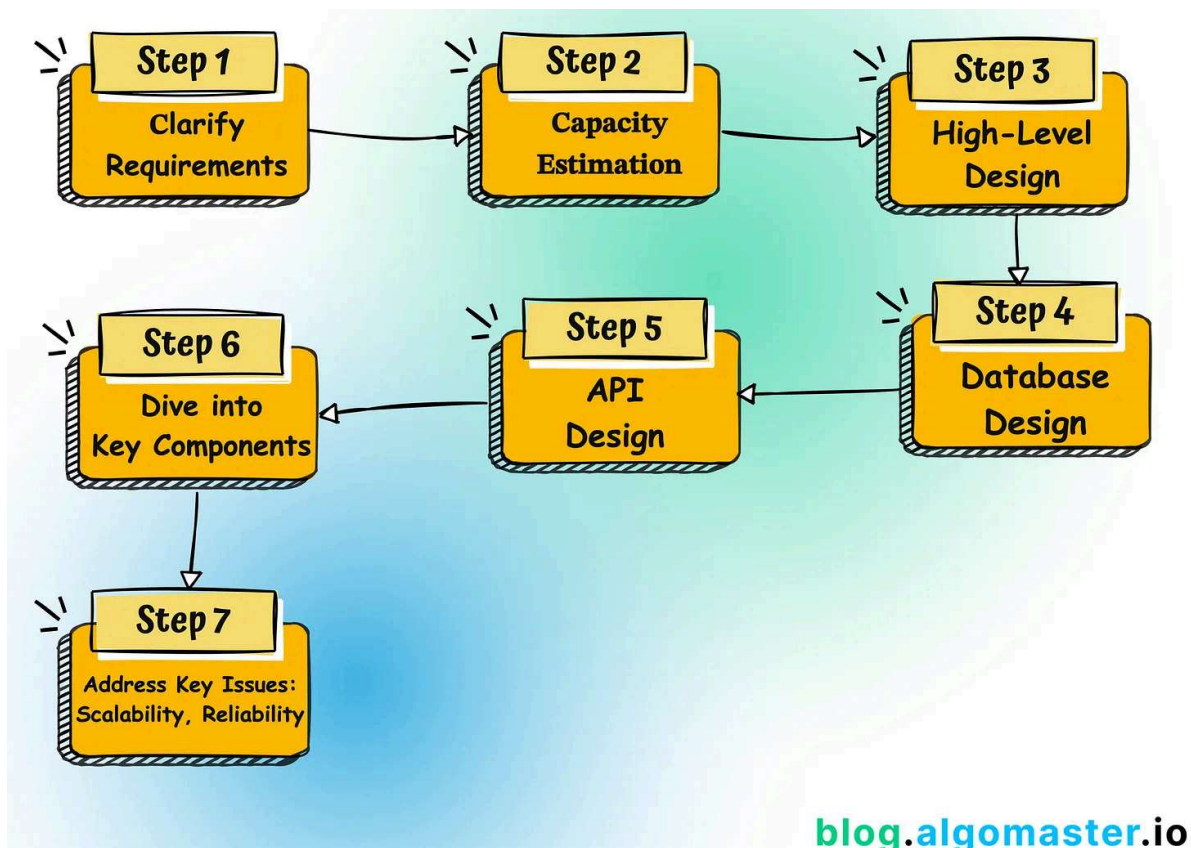 Step 1
Clarify
Requirements
Step 2
Capacity
Estimation
Step 3
High-Level
Design
Step 4
Database
Design
Step 5
API
Design
Step 6
Dive into
Key Components
Step 7
Address Key Issues:
Scalability, Reliability
blog.algomaster.io